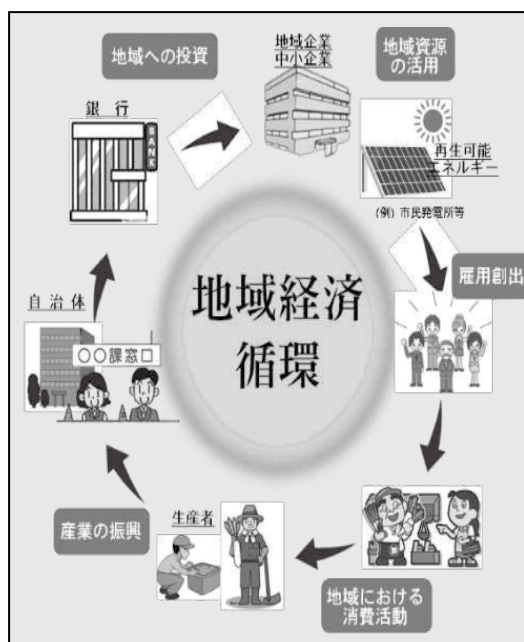 地域への投資
地域企業
中小企業
地域資源
の活用
銀 行
BANK
再生可能
エネルギー
(例) 市民発電所等
雇用創出
地域経済
循環
自 治 体
〇〇課窓口
産業の振興
生産者
地域における
消費活動